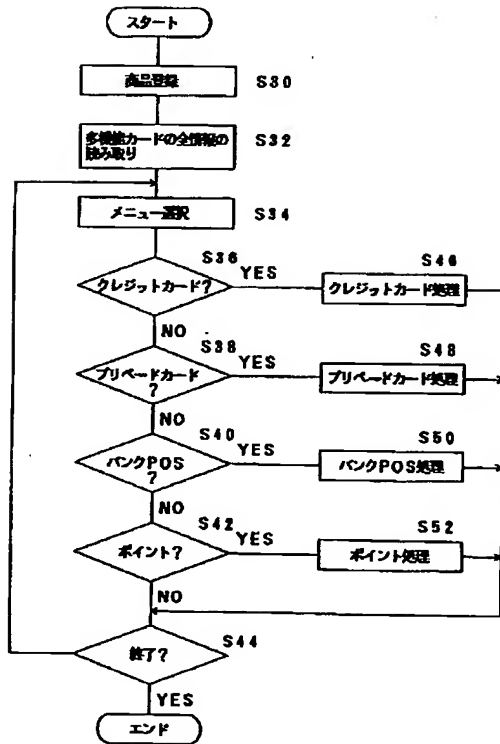 スタート
商品登録 S30
多機能カードの全情報の
読み取り S32
メニュー選択 S34
S36
クレジットカード? YES
S46
クレジットカード処理
NO
S38
プリペードカード
? YES
S48
プリペードカード処理
NO
S40
バンクPOS
? YES
S50
バンクPOS処理
NO
S42
ポイント? YES
S52
ポイント処理
NO
S44
終了?
YES
エンド